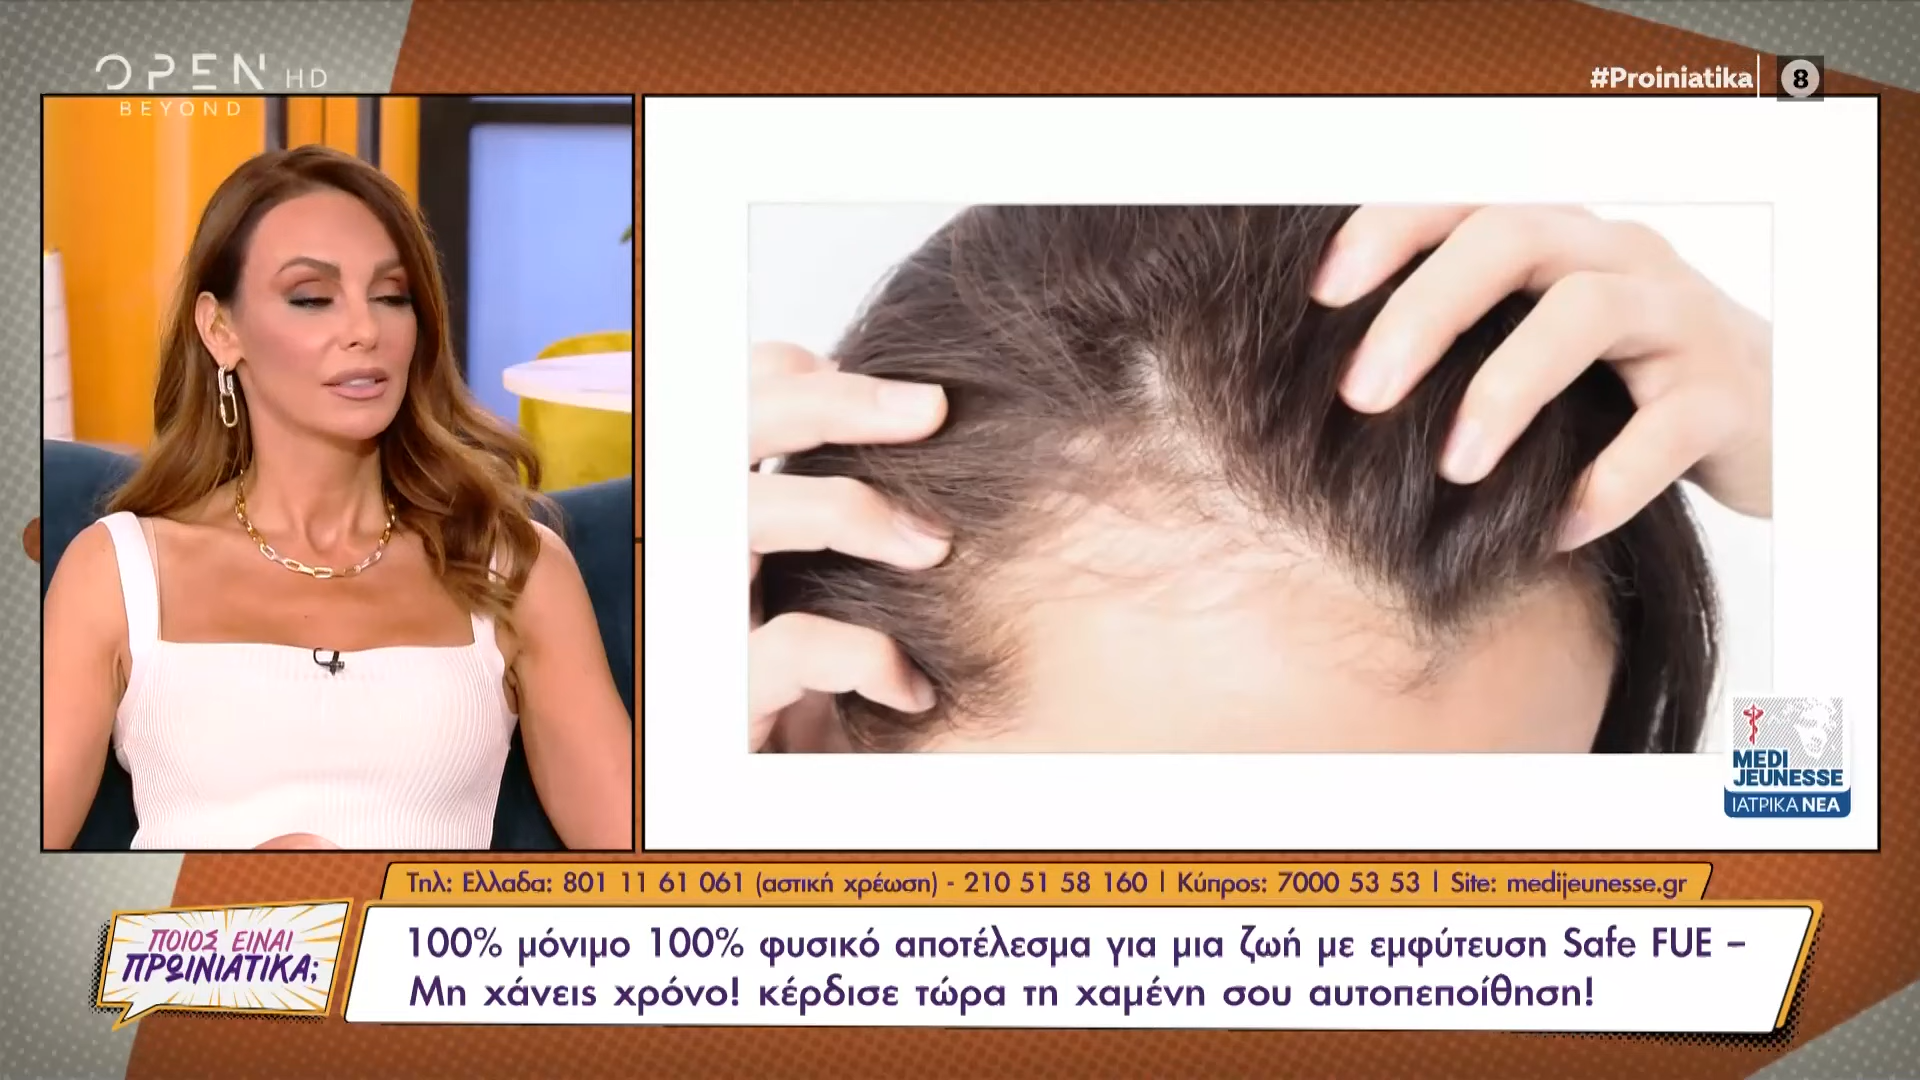 OPEN HD
BEYOND
#Proiniatika
8
MEDI
JEUNESSE
ΙΑΤΡΙΚΑ ΝΕΑ
Τηλ: Ελλαδα: 801 11 61 061 (αστική χρέωση) - 210 51 58 160 | Κύπρος: 7000 53 53 | Site: medijeunesse.gr
ΠΟΙΟΣ ΕΙΝΑΙ
ΠΡΩΙΝΙΑΤΙΚΑ;
100% μόνιμο 100% φυσικό αποτέλεσμα για μια ζωή με εμφύτευση Safe FUE –
Μη χάνεις χρόνο! κέρδισε τώρα τη χαμένη σου αυτοπεποίθηση!